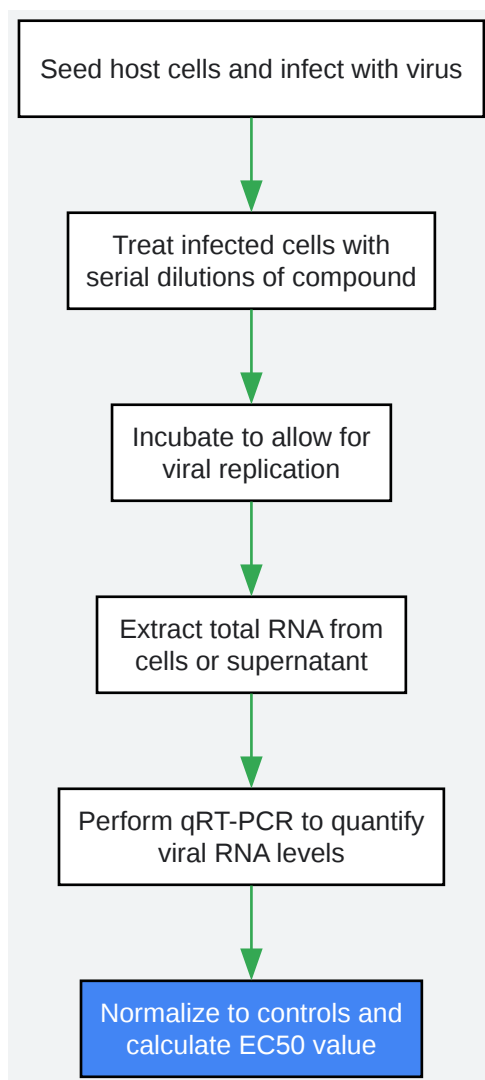 Seed host cells and infect with virus
Treat infected cells with
serial dilutions of compound
Incubate to allow for
viral replication
Extract total RNA from
cells or supernatant
Perform qRT-PCR to quantify
viral RNA levels
Normalize to controls and
calculate EC50 value